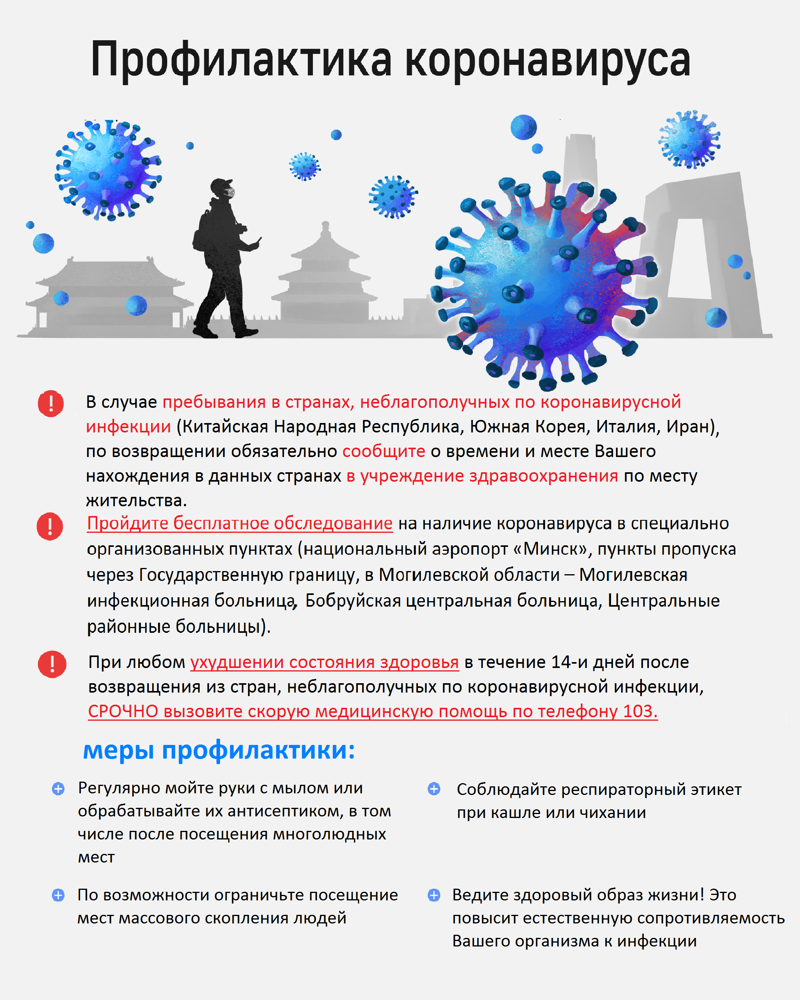 Профилактика коронавируса
В случае пребывания в странах, неблагополучных по коронавирусной
инфекции (Китайская Народная Республика, Южная Корея, Италия, Иран),
по возвращении обязательно сообщите о времени и месте Вашего
нахождения в данных странах в учреждение здравоохранения по месту
жительства.
Пройдите бесплатное обследование на наличие коронавируса в специально
организованных пунктах (национальный аэропорт «Минск», пункты пропуска
через Государственную границу, в Могилевской области – Могилевская
инфекционная больница, Бобруйская центральная больница, Центральные
районные больницы).
При любом ухудшении состояния здоровья в течение 14-и дней после
возвращения из стран, неблагополучных по коронавирусной инфекции,
СРОЧНО вызовите скорую медицинскую помощь по телефону 103.
меры профилактики:
Регулярно мойте руки с мылом или
обрабатывайте их антисептиком, в том
числе после посещения многолюдных
мест
Соблюдайте респираторный этикет
при кашле или чихании
По возможности ограничьте посещение
мест массового скопления людей
Ведите здоровый образ жизни! Это
повысит естественную сопротивляемость
Вашего организма к инфекции